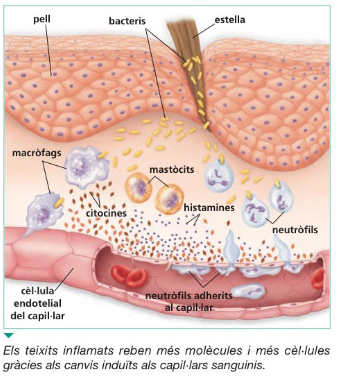 pell
bacteris
estella
macròfags
mastòcits
citocines
histamines
neutròfils
cèl·lula
endotelial
del capil·lar
neutròfils adherits
al capil·lar
Els teixits inflamats reben més molècules i més cèl·lules
gràcies als canvis induïts als capil·lars sanguinis.